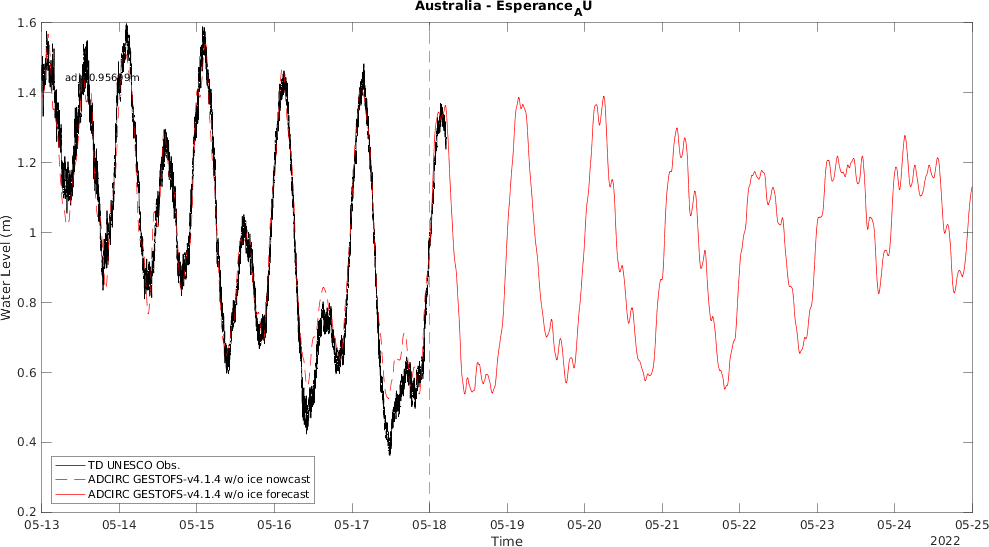 Australia - Esperance_AU
1.6
1.4
1.2
1
0.8
0.6
0.4
0.2
Water Level (m)
TD UNESCO Obs.
ADCIRC GESTOFS-v4.1.4 w/o ice nowcast
ADCIRC GESTOFS-v4.1.4 w/o ice forecast
05-13 05-14 05-15 05-16 05-17 05-18 05-19 05-20 05-21 05-22 05-23 05-24 05-25
Time
2022